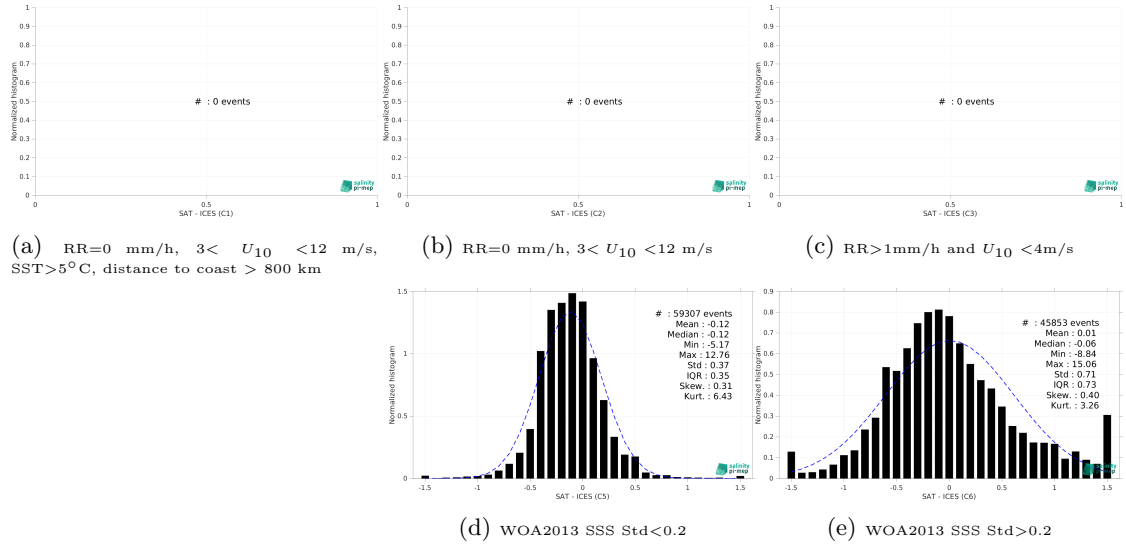 1
0.9
0.8
0.7
0.6
0.5
0.4
0.3
0.2
0.1
0
Normalized histogram
# : 0 events
salinity
pi-mep
0 0.5 1
SAT - ICES (C1)
(a) RR=0 mm/h, 3< U10 <12 m/s,
SST>5°C, distance to coast > 800 km
1
0.9
0.8
0.7
0.6
0.5
0.4
0.3
0.2
0.1
0
Normalized histogram
# : 0 events
salinity
pi-mep
0 0.5 1
SAT - ICES (C2)
(b) RR=0 mm/h, 3< U10 <12 m/s
1
0.9
0.8
0.7
0.6
0.5
0.4
0.3
0.2
0.1
0
Normalized histogram
# : 0 events
salinity
pi-mep
0 0.5 1
SAT - ICES (C3)
(c) RR>1mm/h and U10 <4m/s
1.5
1
0.5
0
Normalized histogram
# : 59307 events
Mean : -0.12
Median : -0.12
Min : -5.17
Max : 12.76
Std : 0.37
IQR : 0.35
Skew. : 0.31
Kurt. : 6.43
salinity
pi-mep
-1.5 -1 -0.5 0 0.5 1 1.5
SAT - ICES (C5)
(d) WOA2013 SSS Std<0.2
0.9
0.8
0.7
0.6
0.5
0.4
0.3
0.2
0.1
0
Normalized histogram
# : 45853 events
Mean : 0.01
Median : -0.06
Min : -8.84
Max : 15.06
Std : 0.71
IQR : 0.73
Skew. : 0.40
Kurt. : 3.26
salinity
pi-mep
-1.5 -1 -0.5 0 0.5 1 1.5
SAT - ICES (C6)
(e) WOA2013 SSS Std>0.2